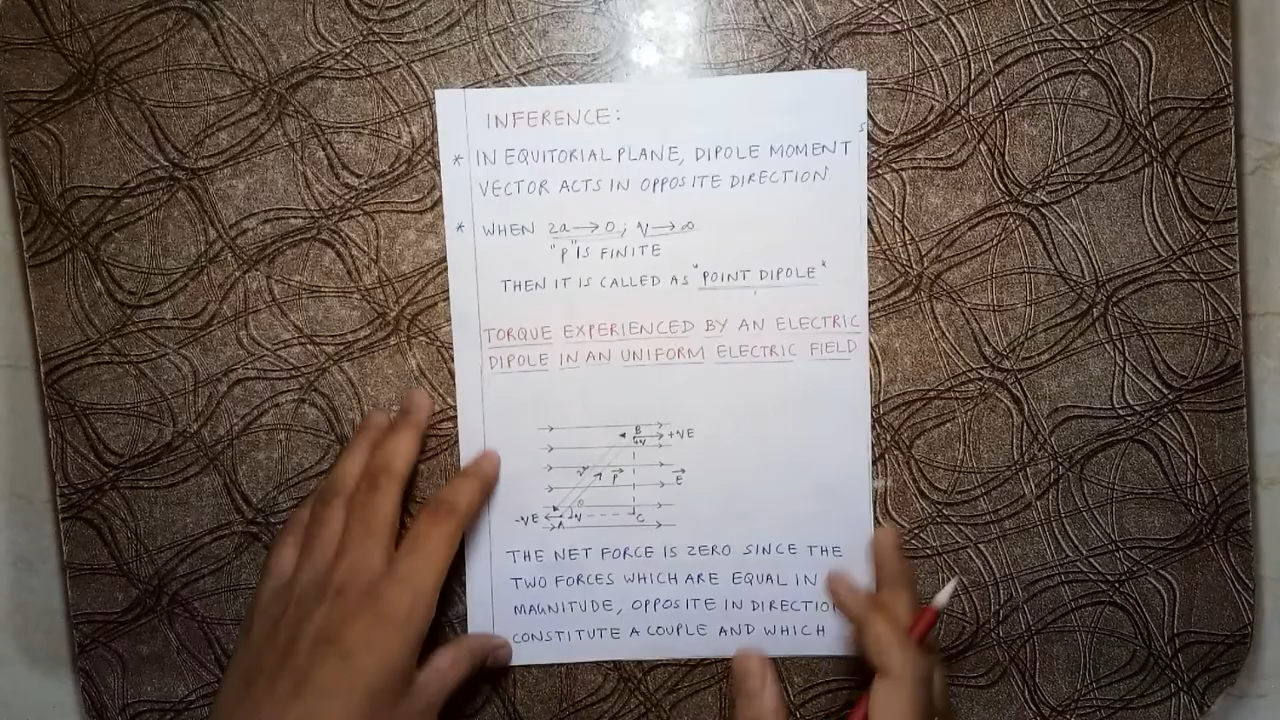 INFERENCE:
* IN EQUITORIAL PLANE, DIPOLE MOMENT
VECTOR ACTS IN OPPOSITE DIRECTION
* WHEN 2a→0; q→∞
"P" IS FINITE
THEN IT IS CALLED AS "POINT DIPOLE"
TORQUE EXPERIENCED BY AN ELECTRIC
DIPOLE IN AN UNIFORM ELECTRIC FIELD
B
+q
+qE
P
E
-qE
A
C
THE NET FORCE IS ZERO SINCE THE
TWO FORCES WHICH ARE EQUAL IN
MAGNITUDE, OPPOSITE IN DIRECTION
CONSTITUTE A COUPLE AND WHICH